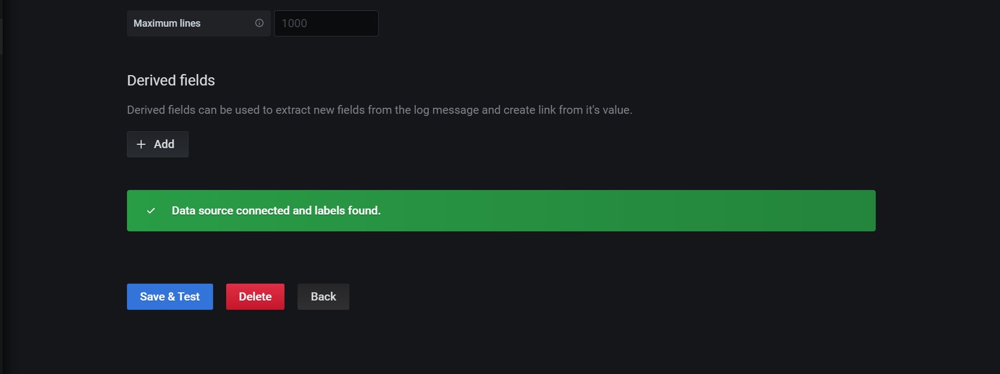 Maximum lines
1000
Derived fields
Derived fields can be used to extract new fields from the log message and create link from it's value.
+ Add
Data source connected and labels found.
Save & Test
Delete
Back